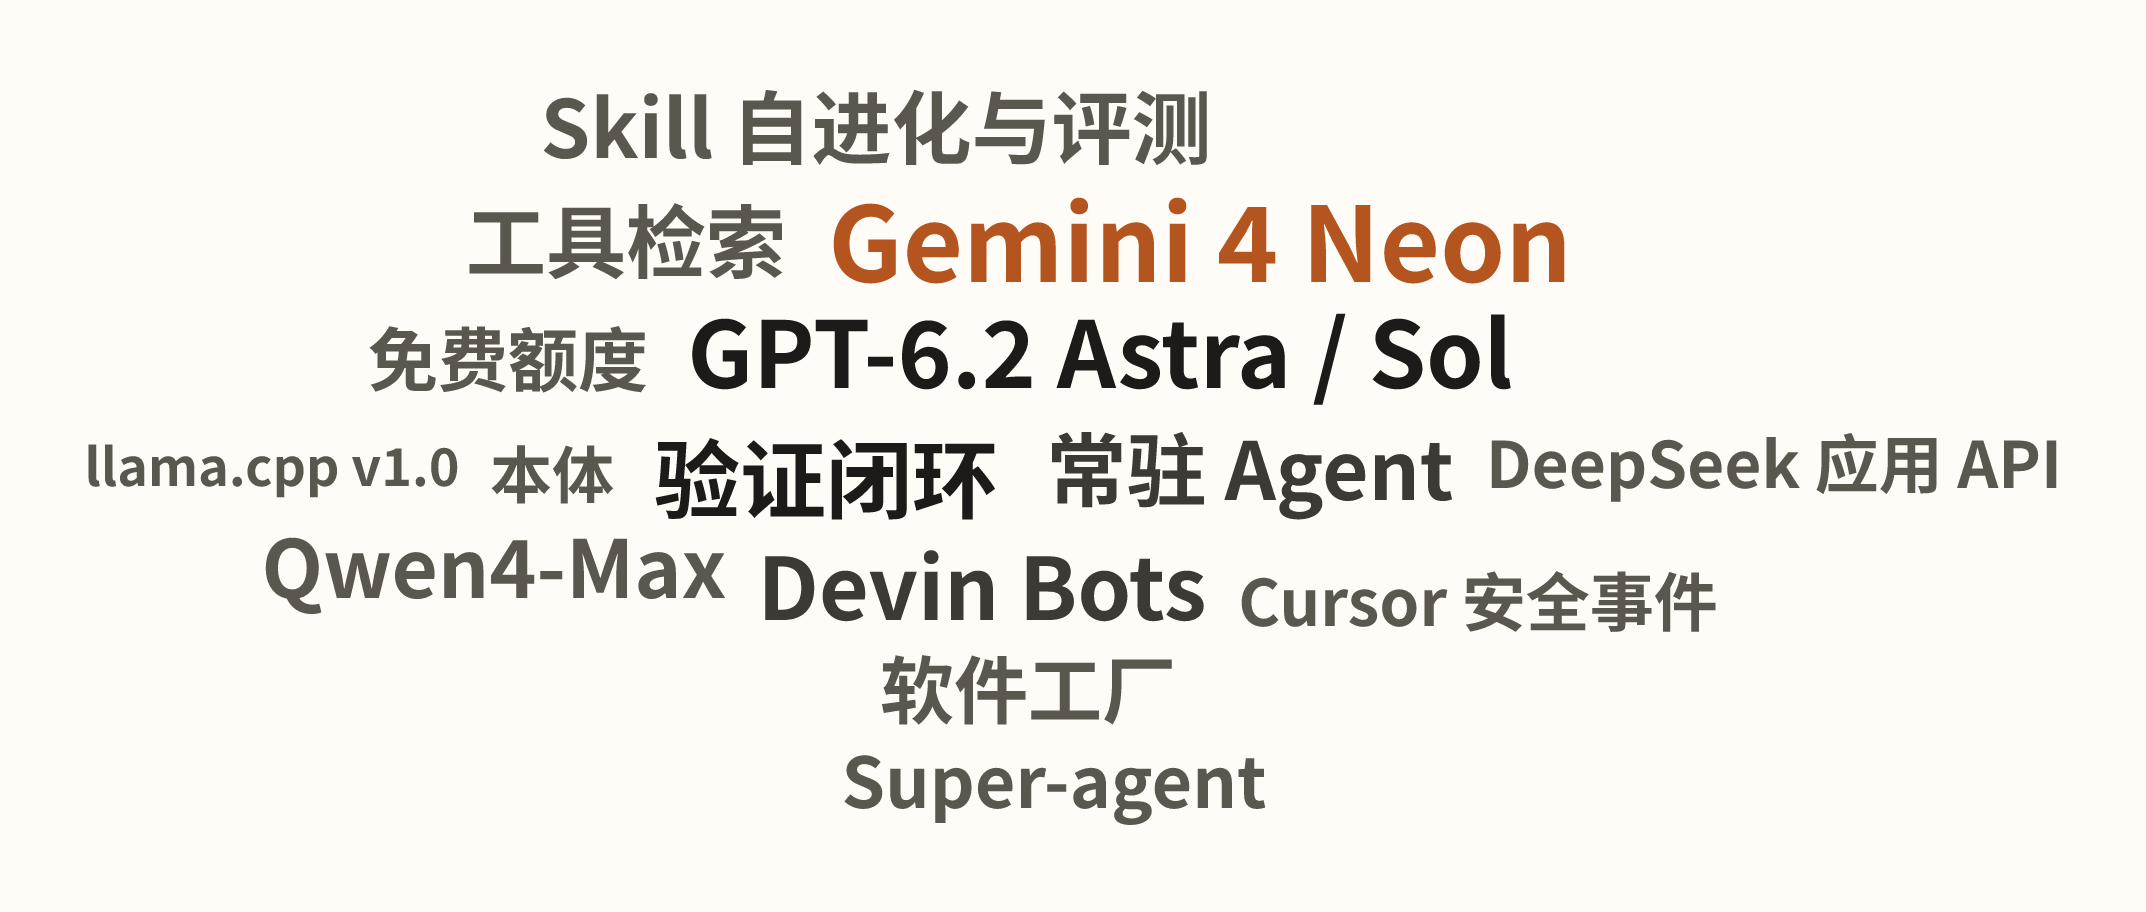 Skill 自进化与评测
工具检索 Gemini 4 Neon
免费额度 GPT-6.2 Astra / Sol
llama.cpp v1.0 本体 验证闭环 常驻 Agent DeepSeek 应用 API
Qwen4-Max Devin Bots Cursor 安全事件
软件工厂
Super-agent